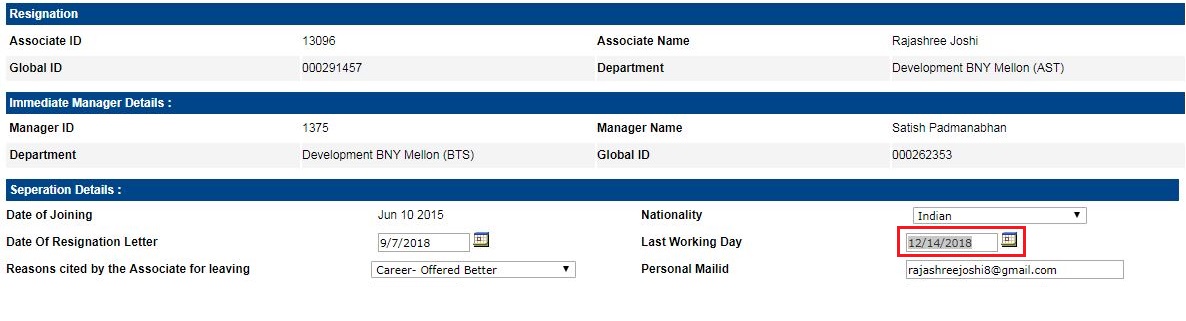 Resignation
Associate ID 13096 Associate Name Rajashree Joshi
Global ID 000291457 Department Development BNY Mellon (AST)
Immediate Manager Details :
Manager ID 1375 Manager Name Satish Padmanabhan
Department Development BNY Mellon (BTS) Global ID 000262353
Seperation Details :
Date of Joining Jun 10 2015 Nationality Indian
Date Of Resignation Letter 9/7/2018 Last Working Day 12/14/2018
Reasons cited by the Associate for leaving Career- Offered Better Personal Mailid rajashreejoshi8@gmail.com